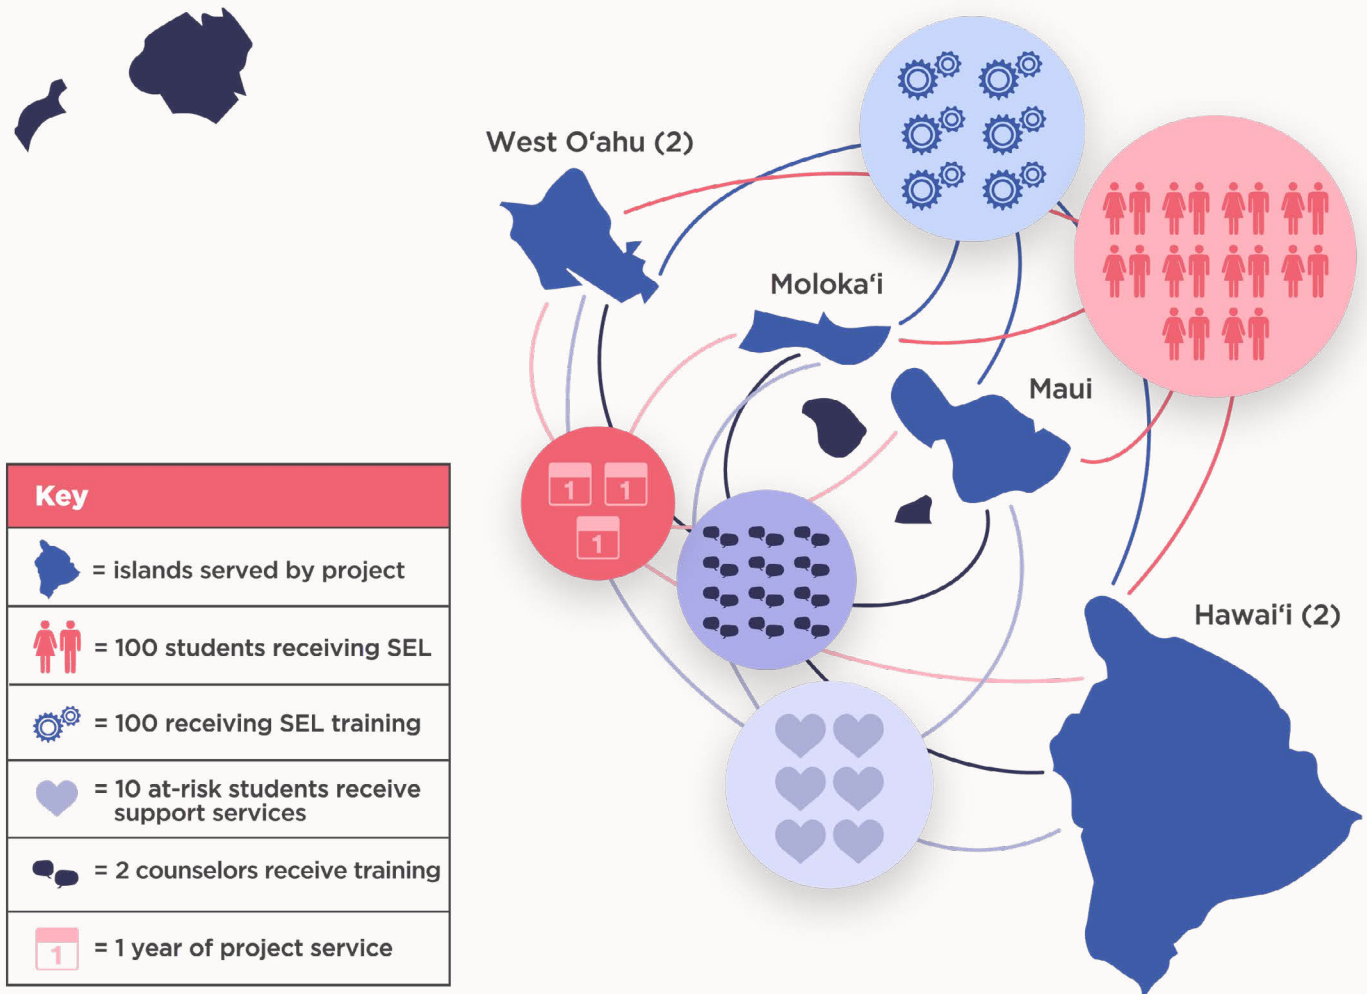 West O‘ahu (2)
Moloka‘i
Maui
Hawai‘i (2)
1 1
1
Key
= islands served by project
= 100 students receiving SEL
= 100 receiving SEL training
= 10 at-risk students receive
support services
= 2 counselors receive training
1
= 1 year of project service